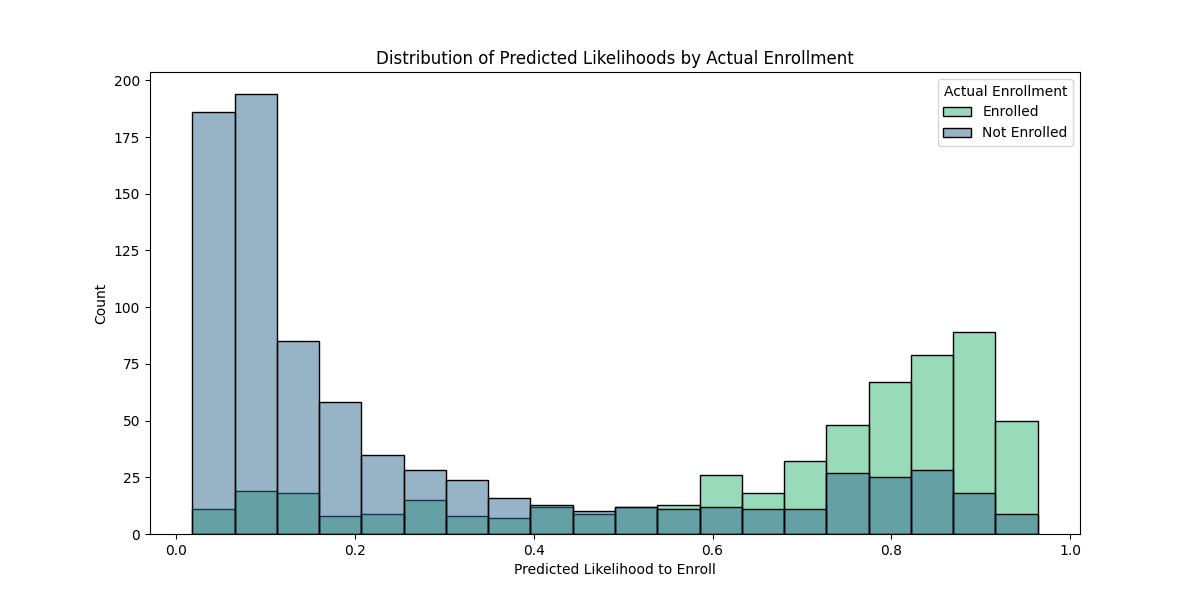 Distribution of Predicted Likelihoods by Actual Enrollment
Actual Enrollment
Enrolled
Not Enrolled
Count
200
175
150
125
100
75
50
25
0
0.0 0.2 0.4 0.6 0.8 1.0
Predicted Likelihood to Enroll